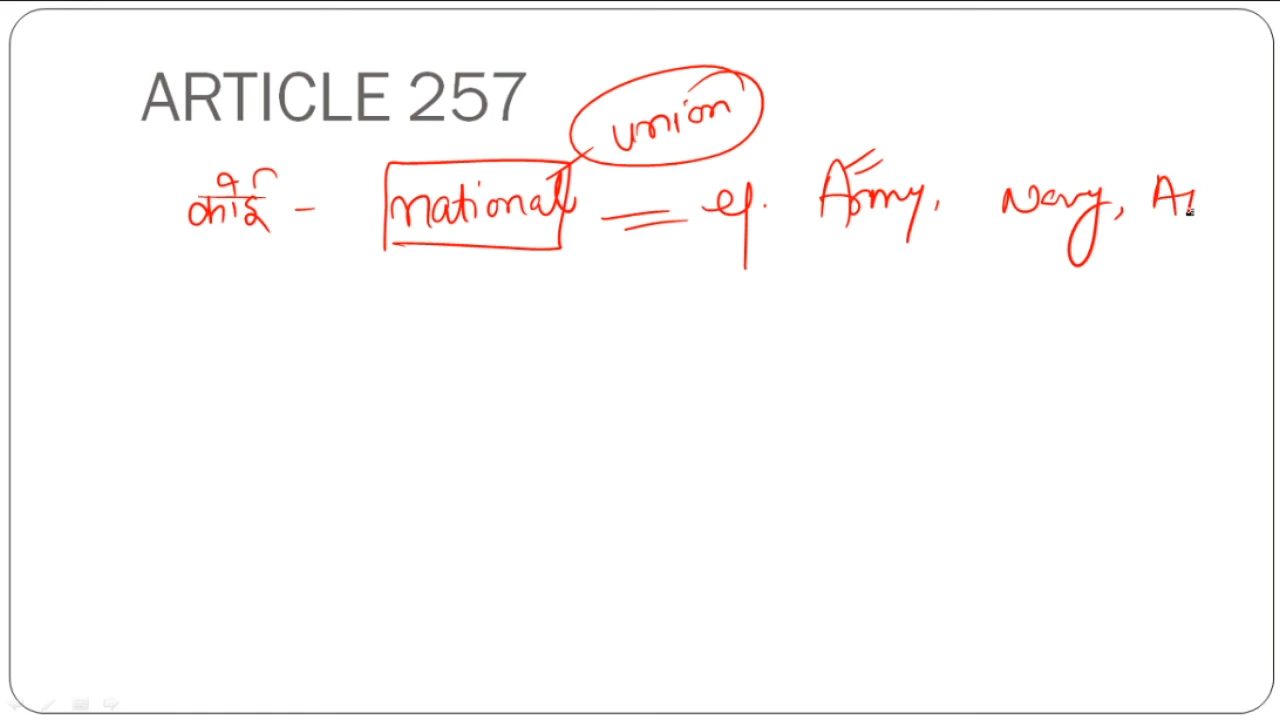 ARTICLE 257
union
national = eg. Army, Navy, A